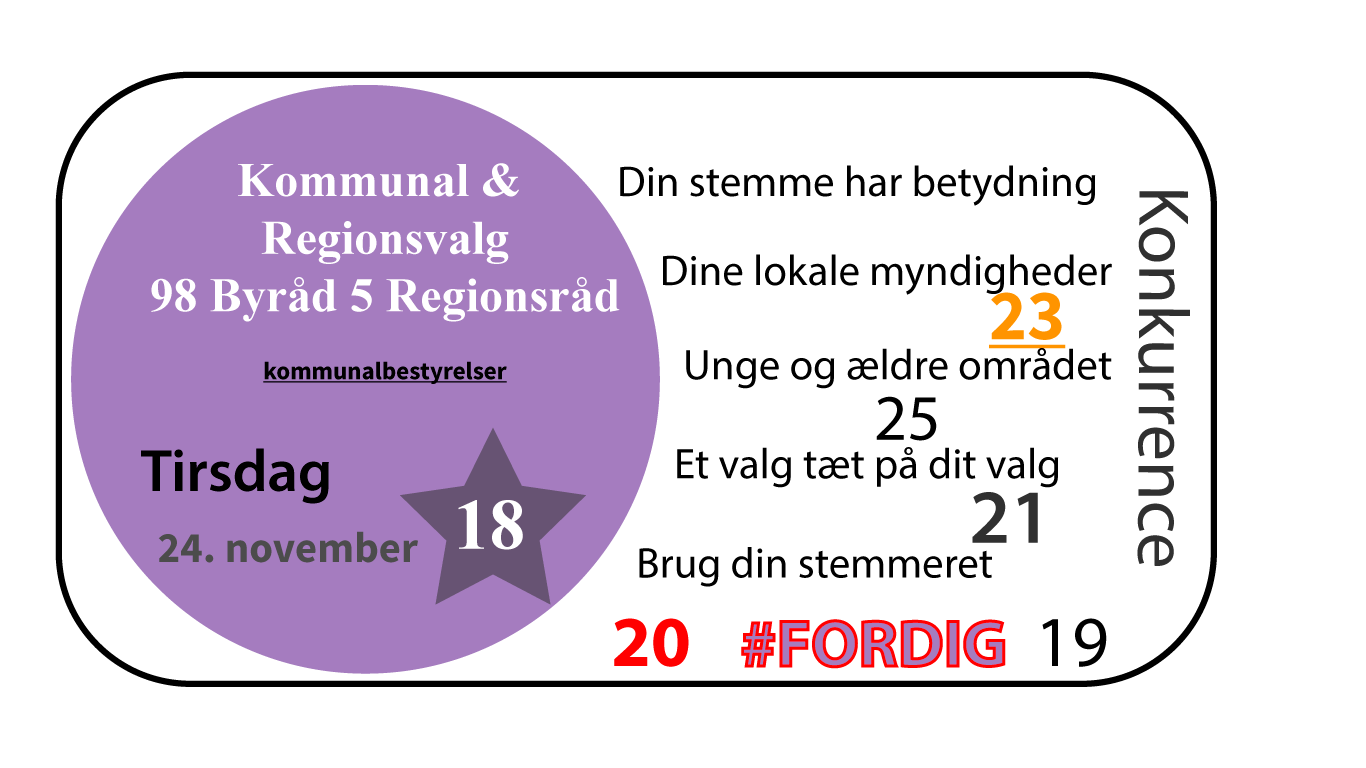 Kommunal &
Regionsvalg
98 Byråd 5 Regionsråd
kommunalbestyrelser
Tirsdag
24. november
18
Din stemme har betydning
Dine lokale myndigheder
23
Unge og ældre området
25
Et valg tæt på dit valg
21
Brug din stemmeret
20 #FORDIG 19
Konkurrence